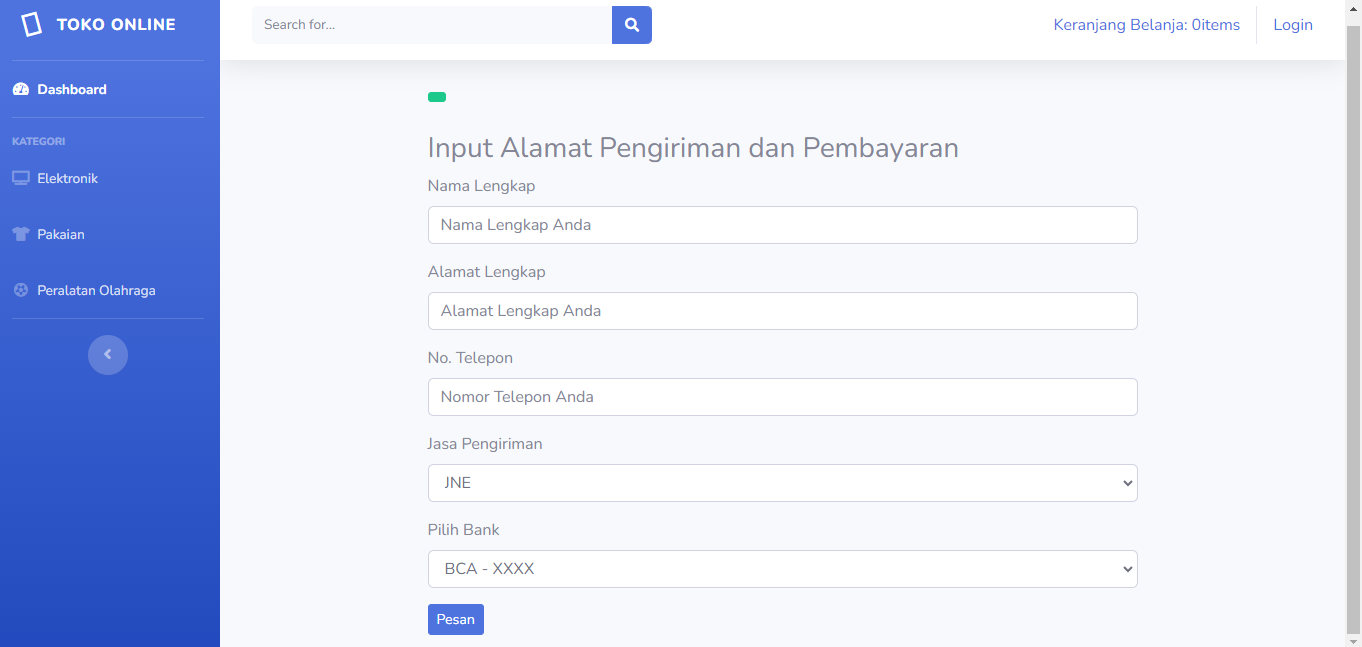 TOKO ONLINE
Search for...
Keranjang Belanja: 0items
Login
Dashboard
KATEGORI
Elektronik
Pakaian
Peralatan Olahraga
Input Alamat Pengiriman dan Pembayaran
Nama Lengkap
Nama Lengkap Anda
Alamat Lengkap
Alamat Lengkap Anda
No. Telepon
Nomor Telepon Anda
Jasa Pengiriman
JNE
Pilih Bank
BCA - XXXX
Pesan